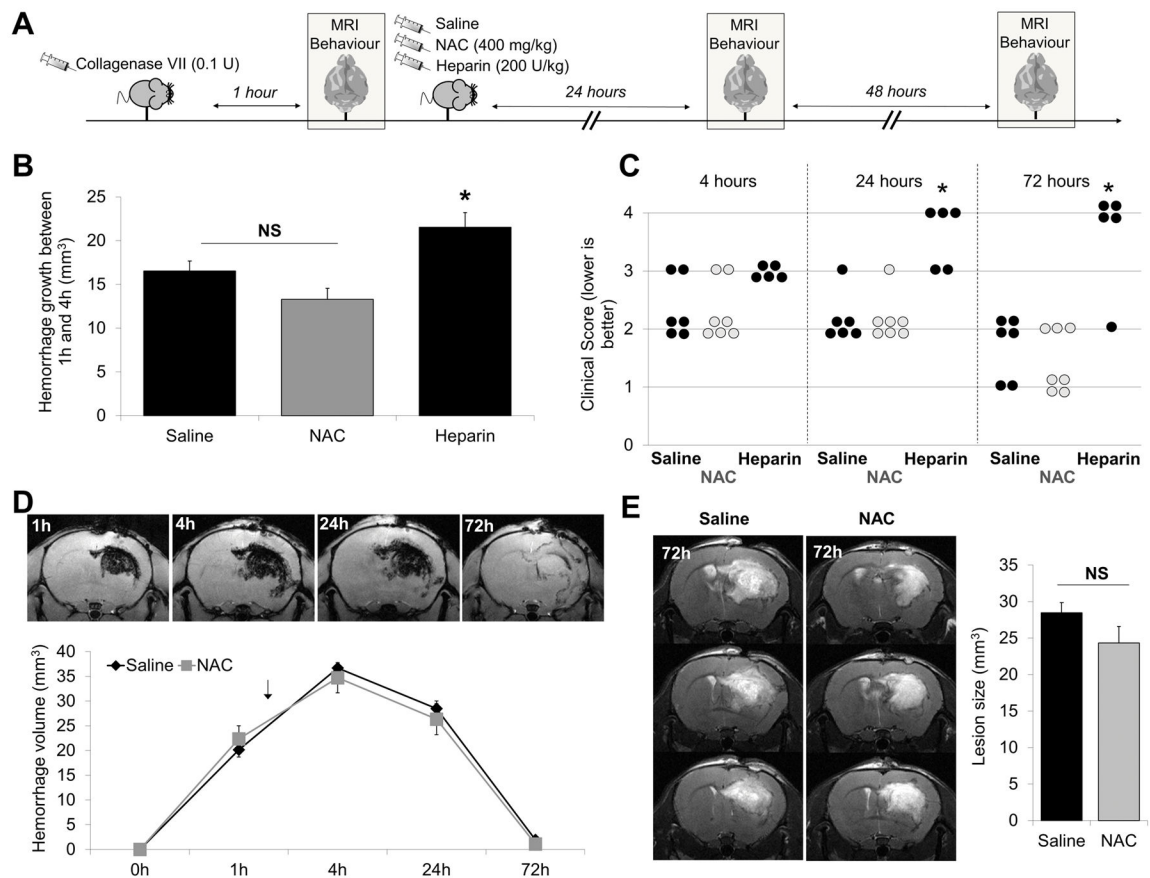 A
Collagenase VII (0.1 U)
1 hour
MRI
Behaviour
Saline
NAC (400 mg/kg)
Heparin (200 U/kg)
24 hours
MRI
Behaviour
48 hours
MRI
Behaviour
B
Hemorrhage growth between
1h and 4h (mm³)
25
20
15
10
5
0
NS
*
Saline
NAC
Heparin
C
Clinical Score (lower is
better)
4 hours
24 hours
72 hours
*
*
4
3
2
1
0
Saline
NAC
Heparin
Saline
NAC
Heparin
Saline
NAC
Heparin
D
1h
4h
24h
72h
Hemorrhage volume (mm³)
40
35
30
25
20
15
10
5
0
Saline
NAC
0h
1h
4h
24h
72h
E
Saline
NAC
72h
72h
Lesion size (mm³)
35
30
25
20
15
10
5
0
NS
Saline
NAC